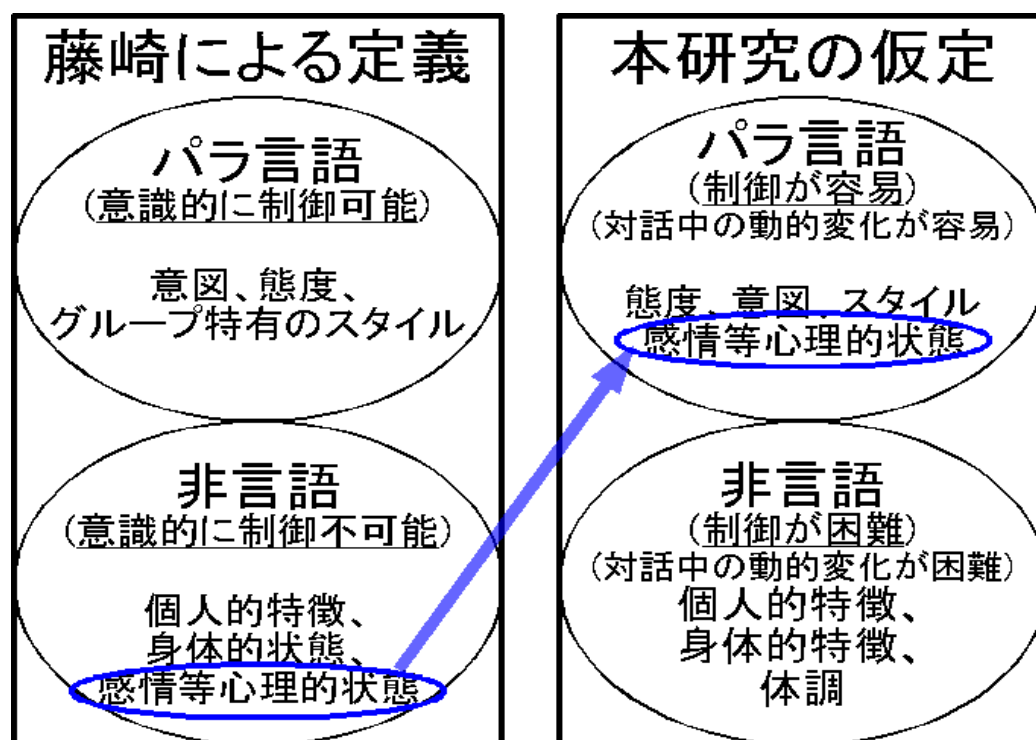 藤崎による定義
パラ言語
(意識的に制御可能)
意図、態度、
グループ特有のスタイル
非言語
(意識的に制御不可能)
個人的特徴、
身体的状態、
感情等心理的状態
本研究の仮定
パラ言語
(制御が容易)
(対話中の動的変化が容易)
態度、意図、スタイル
感情等心理的状態
非言語
(制御が困難)
(対話中の動的変化が困難)
個人的特徴、
身体的特徴、
体調